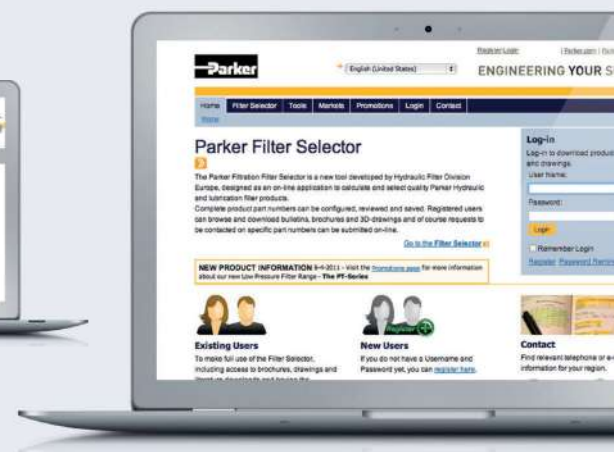 Register Login
Parker
English (United States)
ENGINEERING YOUR
Home Filter Selector Tools Markets Promotions Login Contact
Home
Parker Filter Selector
The Parker Filtration Filter Selector is a new tool developed by Hydraulic Filter Division
Europe, designed as an on-line application to calculate and select quality Parker Hydraulic
and lubrication filter products.
Complete product part numbers can be configured, reviewed and saved. Registered users
can browse and download bulletins, brochures and 3D-drawings and of course requests to
be contacted on specific part numbers can be submitted on-line.
Go to the Filter Selector
NEW PRODUCT INFORMATION 8-4-2011 - Visit the Promotions page for more information
about our new Low Pressure Filter Range - The PT-Series
Log-in
Log-in to download
and drawings.
User Name:
Password:
Login
Remember Login
Register Password
Register
Existing Users
To make full use of the Filter Selector,
including access to brochures, drawings and
New Users
If you do not have a Username and
Password yet, you can register here.
Contact
Find relevant telephone or
information for your region.